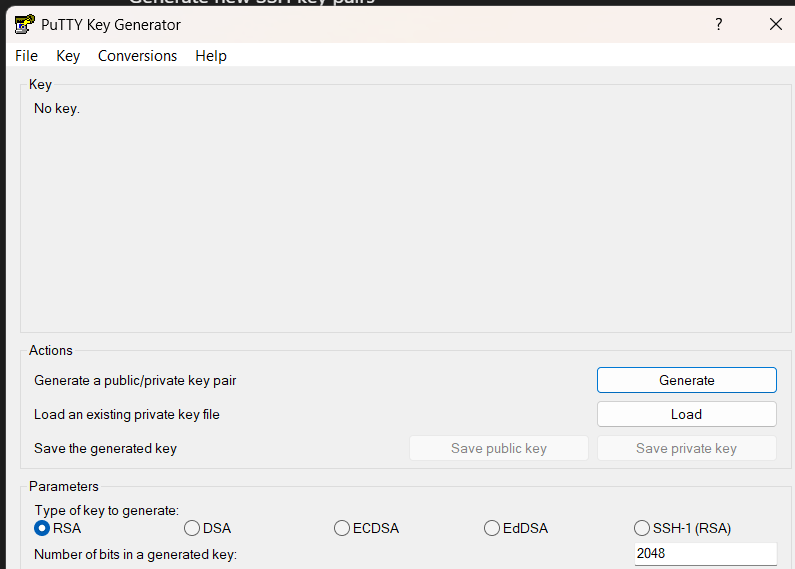 Generate new SSH key pairs
PuTTY Key Generator ? ×
File Key Conversions Help
Key
No key.
Actions
Generate a public/private key pair Generate
Load an existing private key file Load
Save the generated key Save public key Save private key
Parameters
Type of key to generate:
RSA DSA ECDSA EdDSA SSH-1 (RSA)
Number of bits in a generated key: 2048